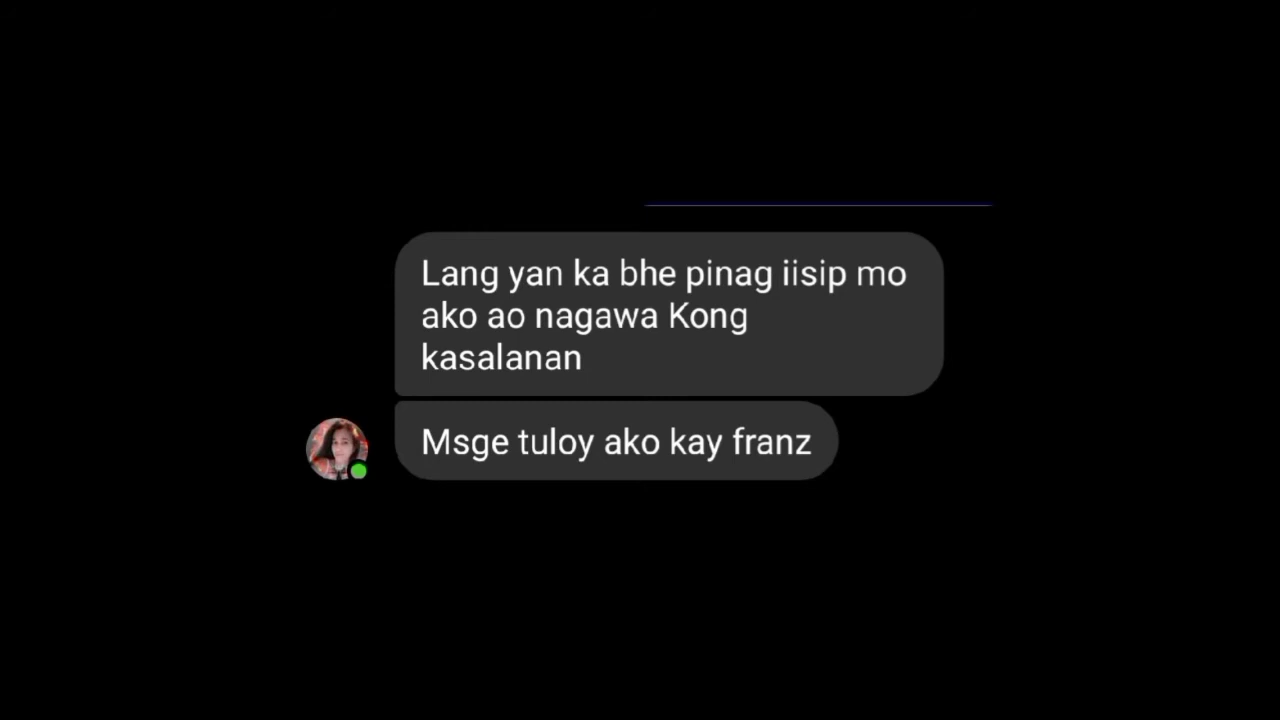 Lang yan ka bhe pinag iisip mo
ako ao nagawa Kong
kasalanan
Msge tuloy ako kay franz